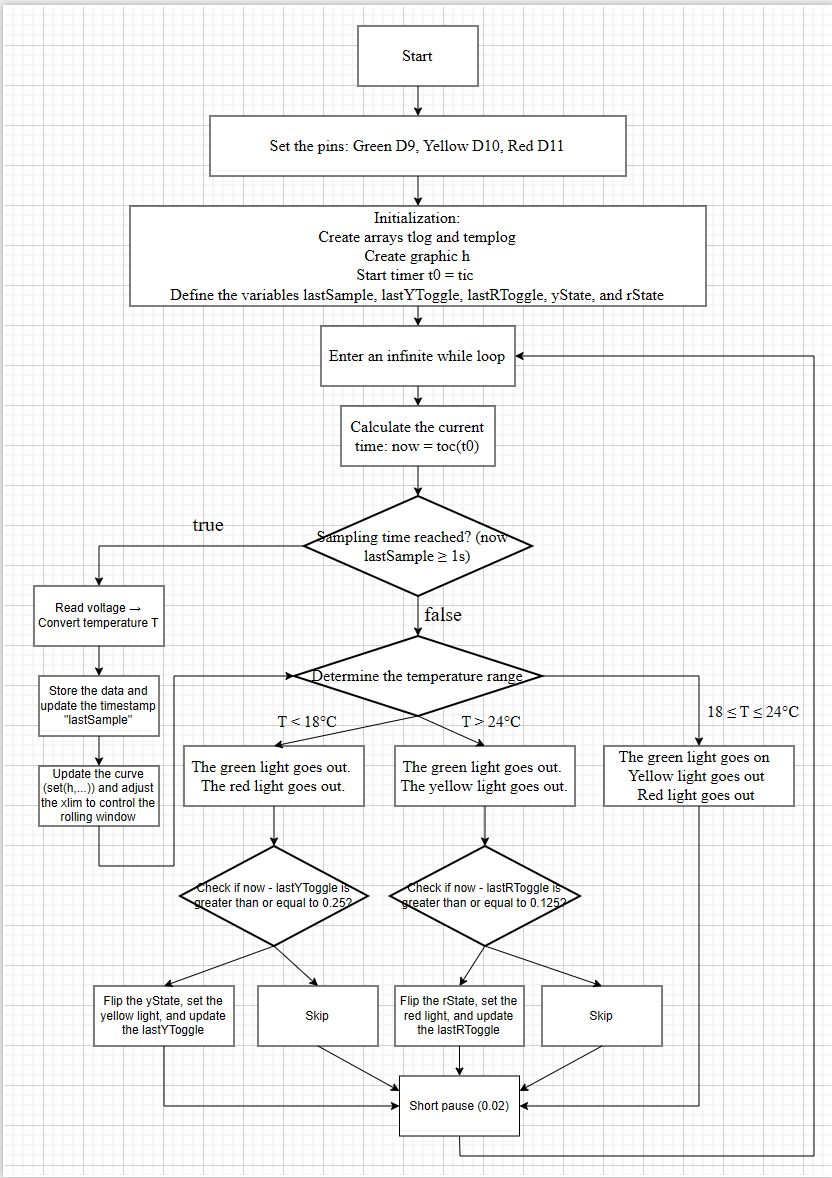 Start
Set the pins: Green D9, Yellow D10, Red D11
Initialization:
Create arrays tlog and templog
Create graphic h
Start timer t0 = tic
Define the variables lastSample, lastYToggle, lastRToggle, yState, and rState
Enter an infinite while loop
Calculate the current
time: now = toc(t0)
true
Sampling time reached? (now
lastSample ≥ 1s)
Read voltage →
Convert temperature T
false
Store the data and
update the timestamp
"lastSample"
Determine the temperature range
T < 18°C
T > 24°C
18 ≤ T ≤ 24°C
Update the curve
(set(h,...)) and adjust
the xlim to control the
rolling window
The green light goes out.
The red light goes out.
The green light goes out.
The yellow light goes out.
The green light goes on
Yellow light goes out
Red light goes out
Check if now - lastYToggle is
greater than or equal to 0.25?
Check if now - lastRToggle is
greater than or equal to 0.125?
Flip the yState, set the
yellow light, and update
the lastYToggle
Skip
Flip the rState, set the
red light, and update
the lastRToggle
Skip
Short pause (0.02)